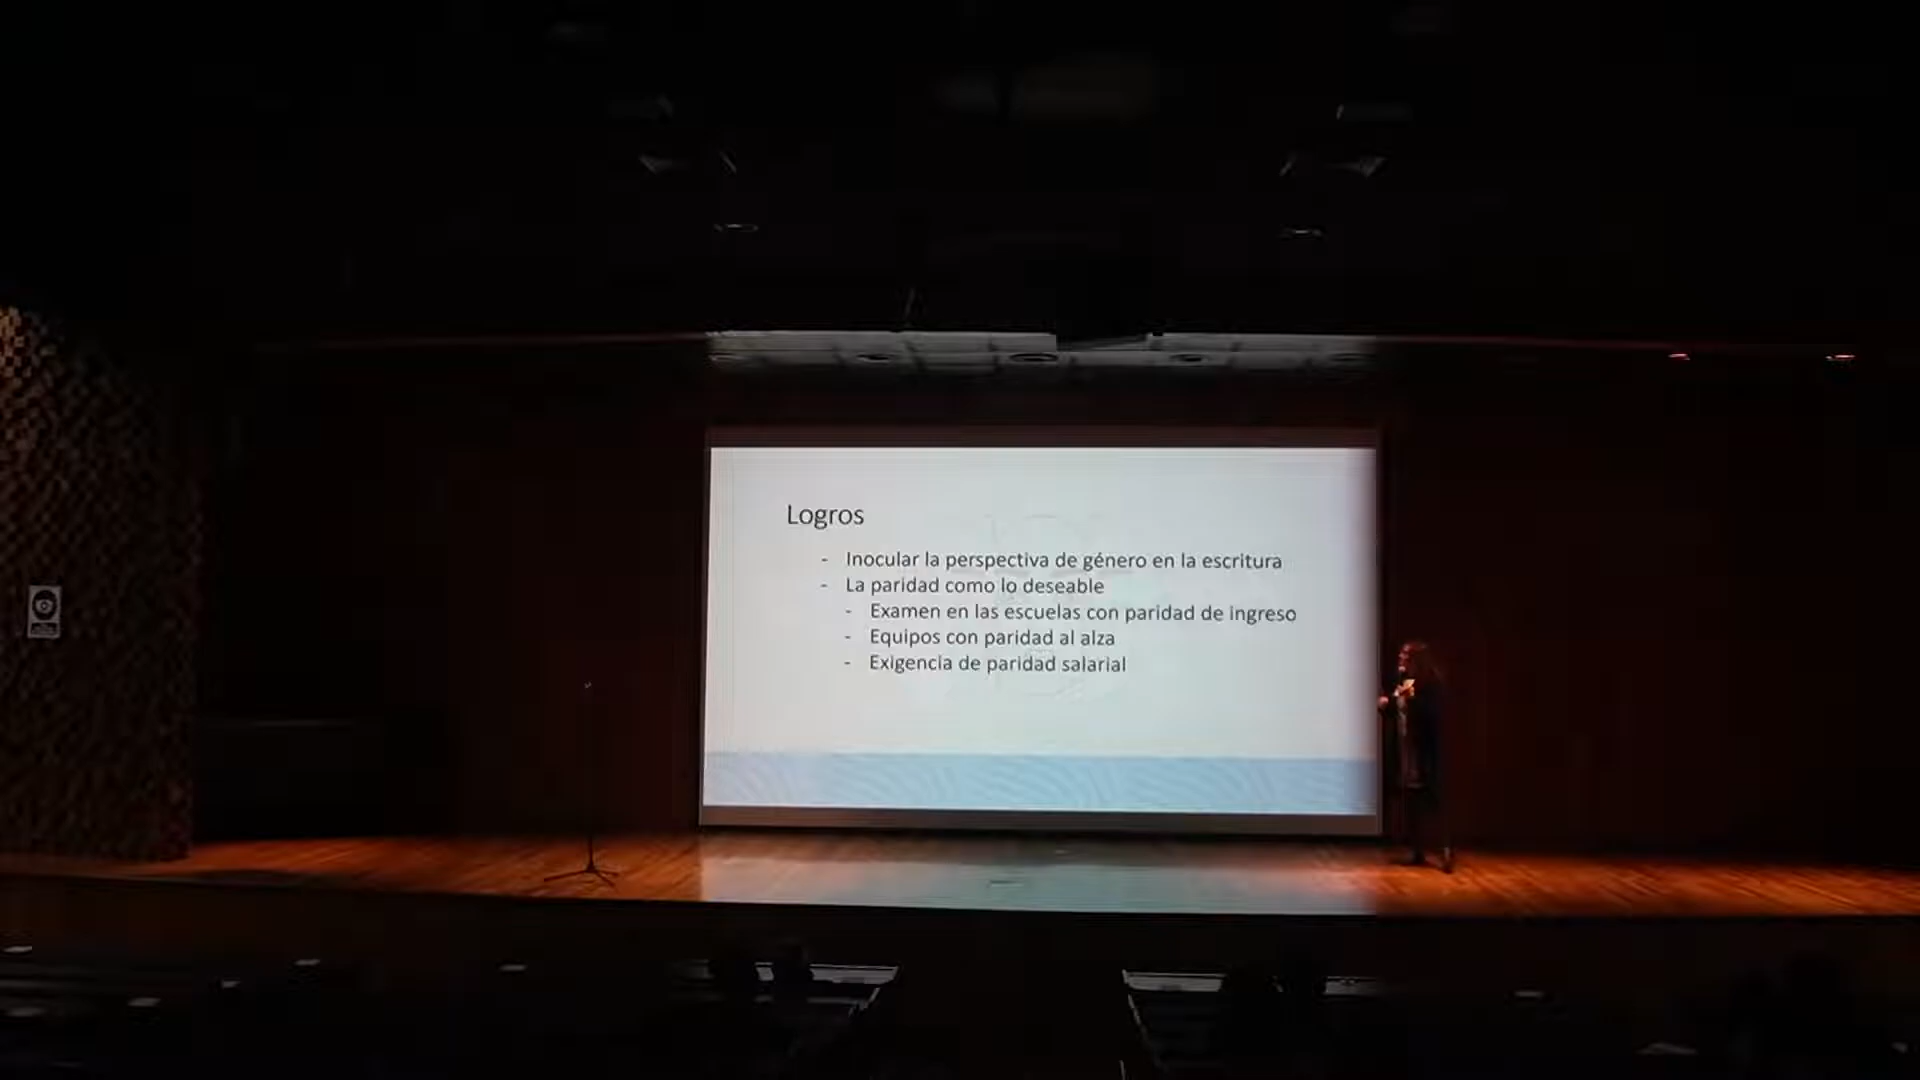 Logros
- Inocular la perspectiva de género en la escritura
- La paridad como lo deseable
- Examen en las escuelas con paridad de ingreso
- Equipos con paridad al alza
- Exigencia de paridad salarial